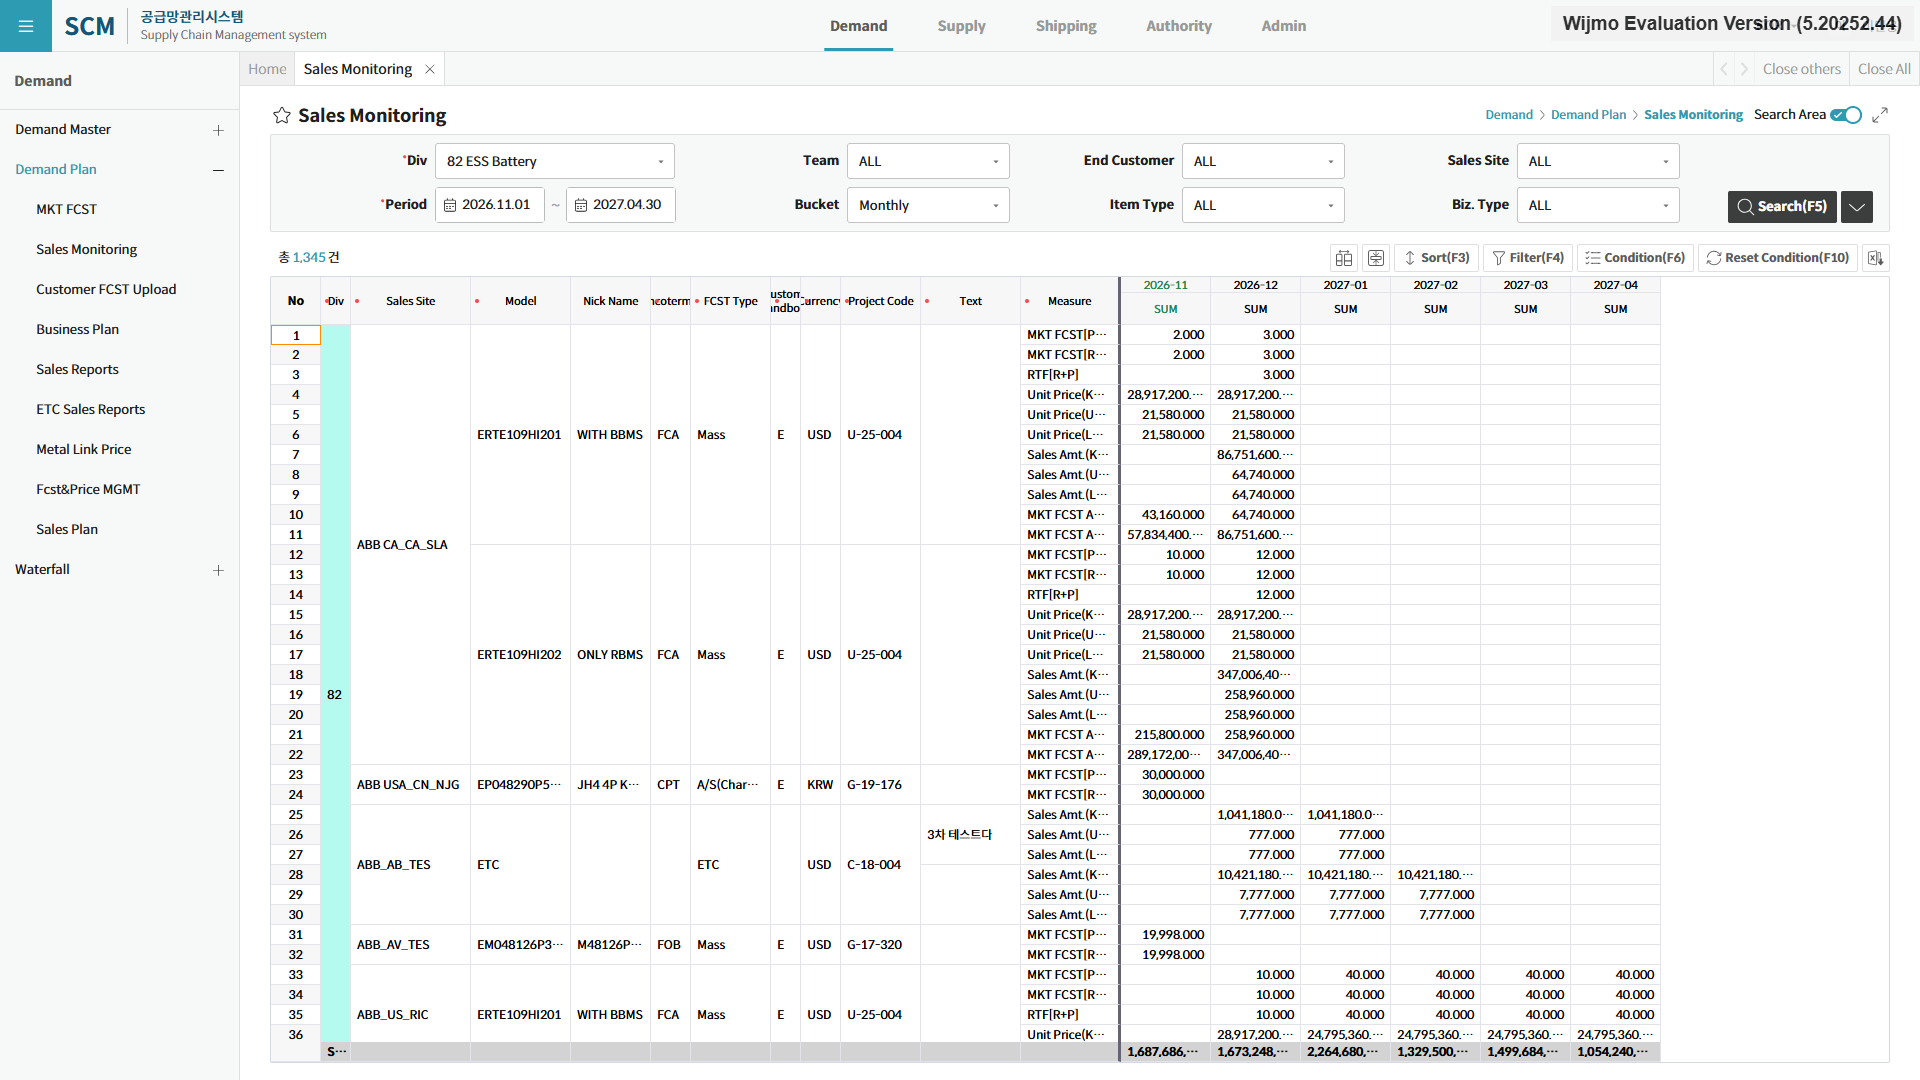 SCM
공급망관리시스템
Supply Chain Management system
Demand Supply Shipping Authority Admin
Wijmo Evaluation Version (5.20252.44)
Demand
Home Sales Monitoring
Close others Close All
Demand Master
Demand Plan
MKT FCST
Sales Monitoring
Customer FCST Upload
Business Plan
Sales Reports
ETC Sales Reports
Metal Link Price
Fcst&Price MGMT
Sales Plan
Waterfall
Sales Monitoring
Demand > Demand Plan > Sales Monitoring Search Area
*Div 82 ESS Battery Team ALL End Customer ALL Sales Site ALL
*Period 2026.11.01 ~ 2027.04.30 Bucket Monthly Item Type ALL Biz. Type ALL Search(F5)
총 1,345 건
Sort(F3) Filter(F4) Condition(F6) Reset Condition(F10)
No Div Sales Site Model Nick Name FCST Type Project Code Text Measure 2026-11 2026-12 2027-01 2027-02 2027-03 2027-04
SUM SUM SUM SUM SUM SUM
1 MKT FCST[P··· 2.000 3.000
2 MKT FCST[R··· 2.000 3.000
3 RTF[R+P] 3.000
4 Unit Price(K··· 28,917,200.··· 28,917,200.···
5 Unit Price(U··· 21,580.000 21,580.000
6 ERTE109HI201 WITH BBMS FCA Mass E USD U-25-004 Unit Price(L··· 21,580.000 21,580.000
7 Sales Amt.(K··· 86,751,600.···
8 Sales Amt.(U··· 64,740.000
9 Sales Amt.(L··· 64,740.000
10 MKT FCST A··· 43,160.000 64,740.000
11 MKT FCST A··· 57,834,400.··· 86,751,600.···
ABB CA_CA_SLA
12 MKT FCST[P··· 10.000 12.000
13 MKT FCST[R··· 10.000 12.000
14 RTF[R+P] 12.000
15 Unit Price(K··· 28,917,200.··· 28,917,200.···
16 Unit Price(U··· 21,580.000 21,580.000
17 ERTE109HI202 ONLY RBMS FCA Mass E USD U-25-004 Unit Price(L··· 21,580.000 21,580.000
18 Sales Amt.(K··· 347,006,40···
19 82 Sales Amt.(U··· 258,960.000
20 Sales Amt.(L··· 258,960.000
21 MKT FCST A··· 215,800.000 258,960.000
22 MKT FCST A··· 289,172,00··· 347,006,40···
23 MKT FCST[P··· 30,000.000
ABB USA_CN_NJG EP048290P5··· JH4 4P K··· CPT A/S(Char··· E KRW G-19-176
24 MKT FCST[R··· 30,000.000
25 Sales Amt.(K··· 1,041,180.0··· 1,041,180.0···
26 3차 테스트다 Sales Amt.(U··· 777.000 777.000
27 Sales Amt.(L··· 777.000 777.000
ABB_AB_TES ETC ETC USD C-18-004
28 Sales Amt.(K··· 10,421,180.··· 10,421,180.··· 10,421,180.···
29 Sales Amt.(U··· 7,777.000 7,777.000 7,777.000
30 Sales Amt.(L··· 7,777.000 7,777.000 7,777.000
31 MKT FCST[P··· 19,998.000
ABB_AV_TES EM048126P3··· M48126P··· FOB Mass E USD G-17-320
32 MKT FCST[R··· 19,998.000
33 MKT FCST[P··· 10.000 40.000 40.000 40.000 40.000
34 MKT FCST[R··· 10.000 40.000 40.000 40.000 40.000
35 ABB_US_RIC ERTE109HI201 WITH BBMS FCA Mass E USD U-25-004 RTF[R+P] 10.000 40.000 40.000 40.000 40.000
36 Unit Price(K··· 28,917,200.··· 24,795,360.··· 24,795,360.··· 24,795,360.··· 24,795,360.···
S··· 1,687,686,··· 1,673,248,··· 2,264,680,··· 1,329,500,··· 1,499,684,··· 1,054,240,···